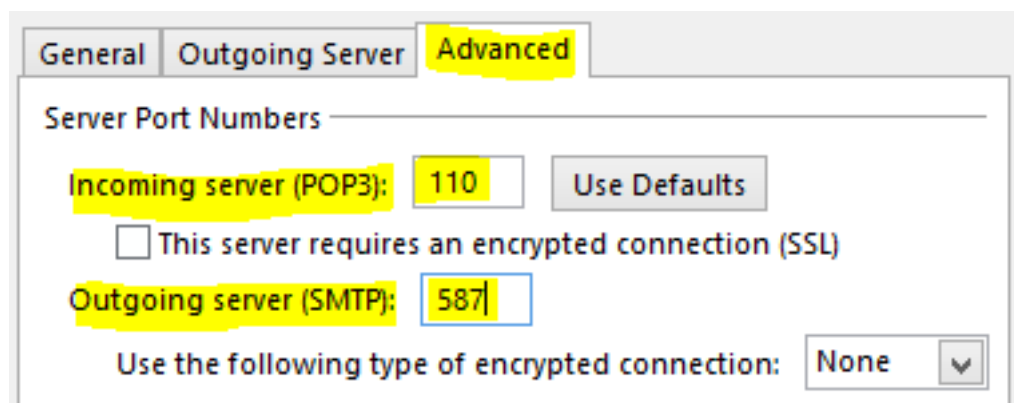 General Outgoing Server Advanced
Server Port Numbers
Incoming server (POP3): 110 Use Defaults
This server requires an encrypted connection (SSL)
Outgoing server (SMTP): 587
Use the following type of encrypted connection: None